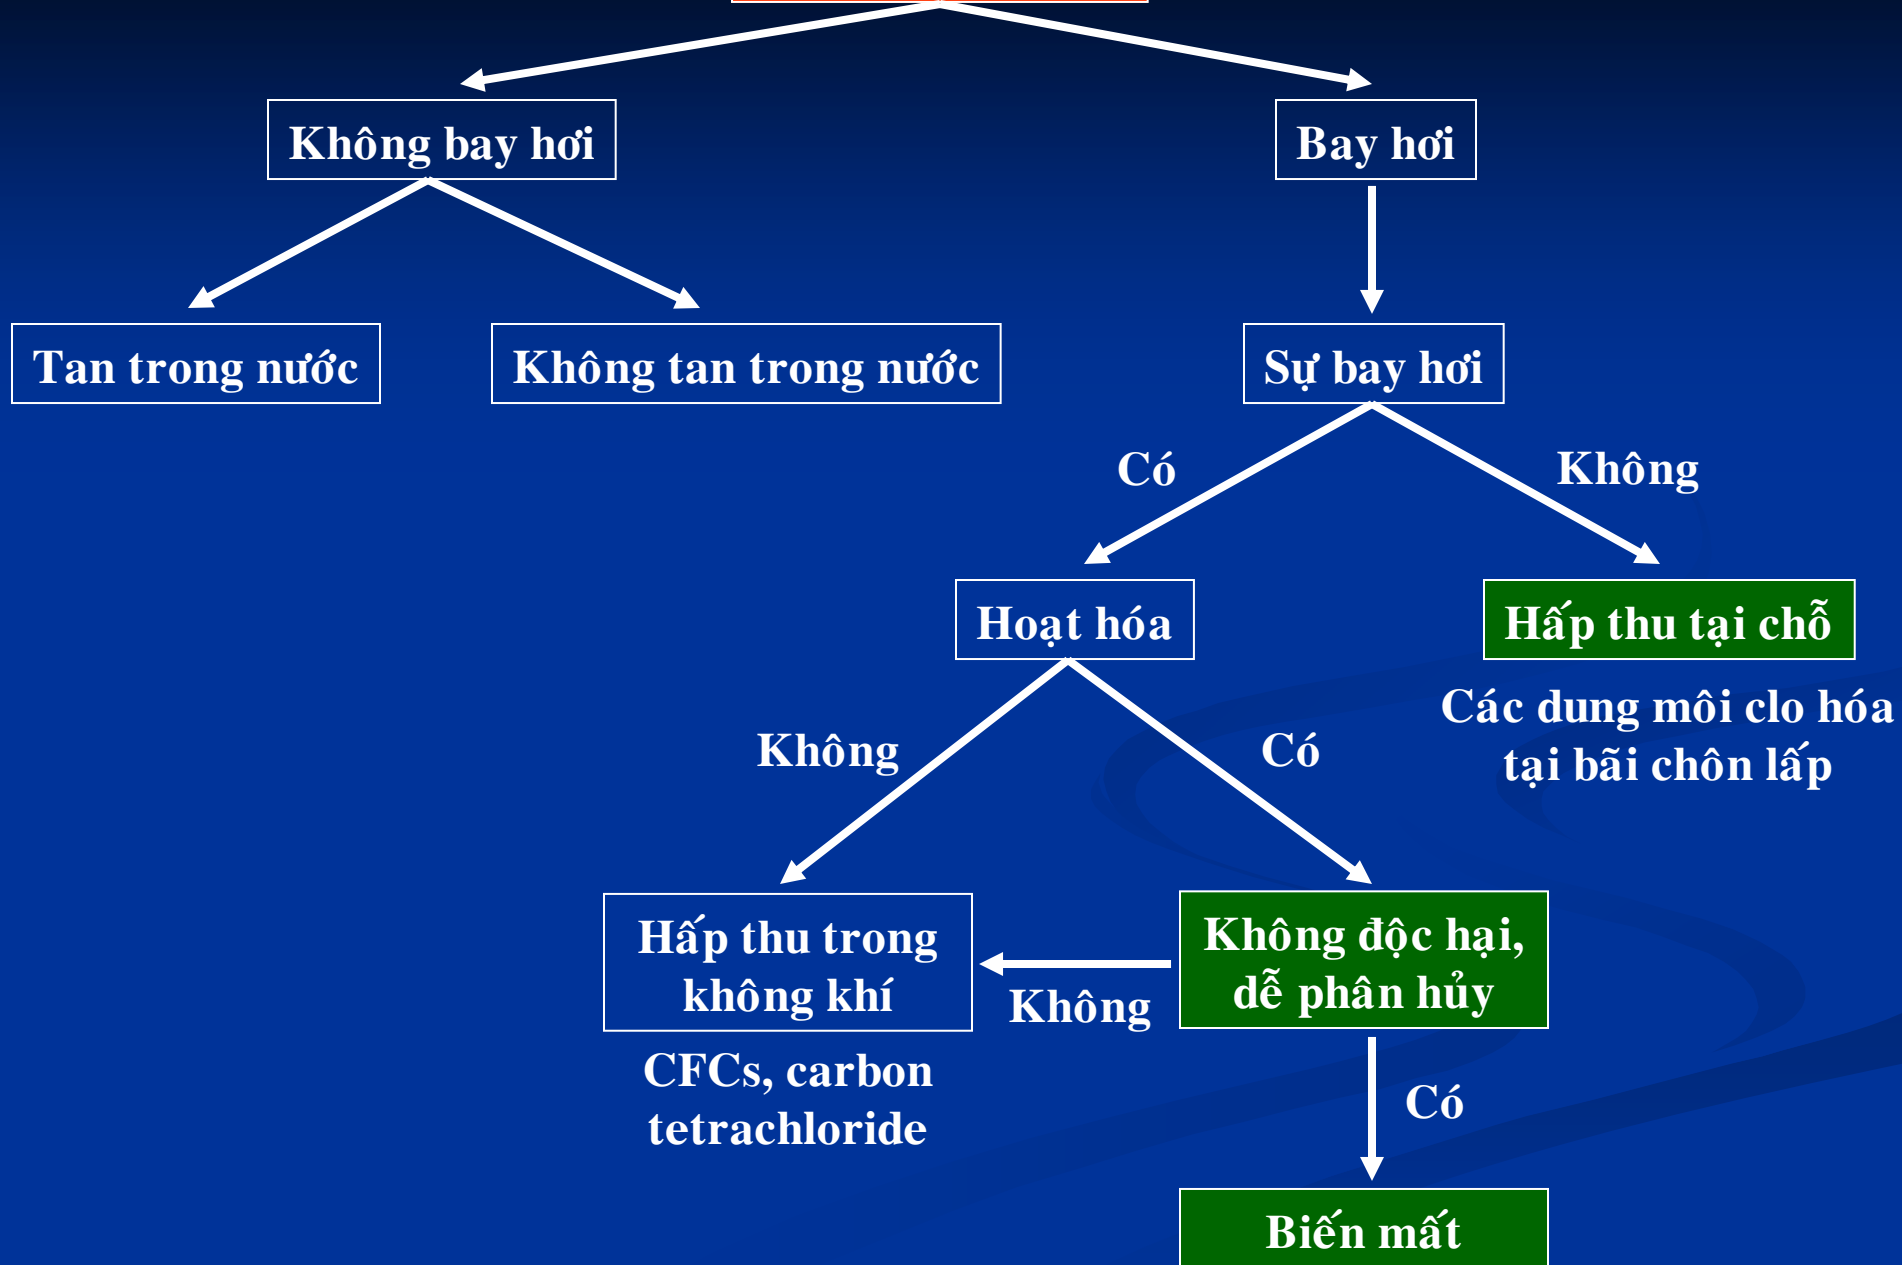 Không bay hơi
Bay hơi
Tan trong nước
Không tan trong nước
Sự bay hơi
Có
Không
Hoạt hóa
Hấp thu tại chỗ
Các dung môi clo hóa
tại bãi chôn lấp
Không
Có
Hấp thu trong
không khí
Không độc hại,
dễ phân hủy
Không
CFCs, carbon
tetrachloride
Có
Biến mất